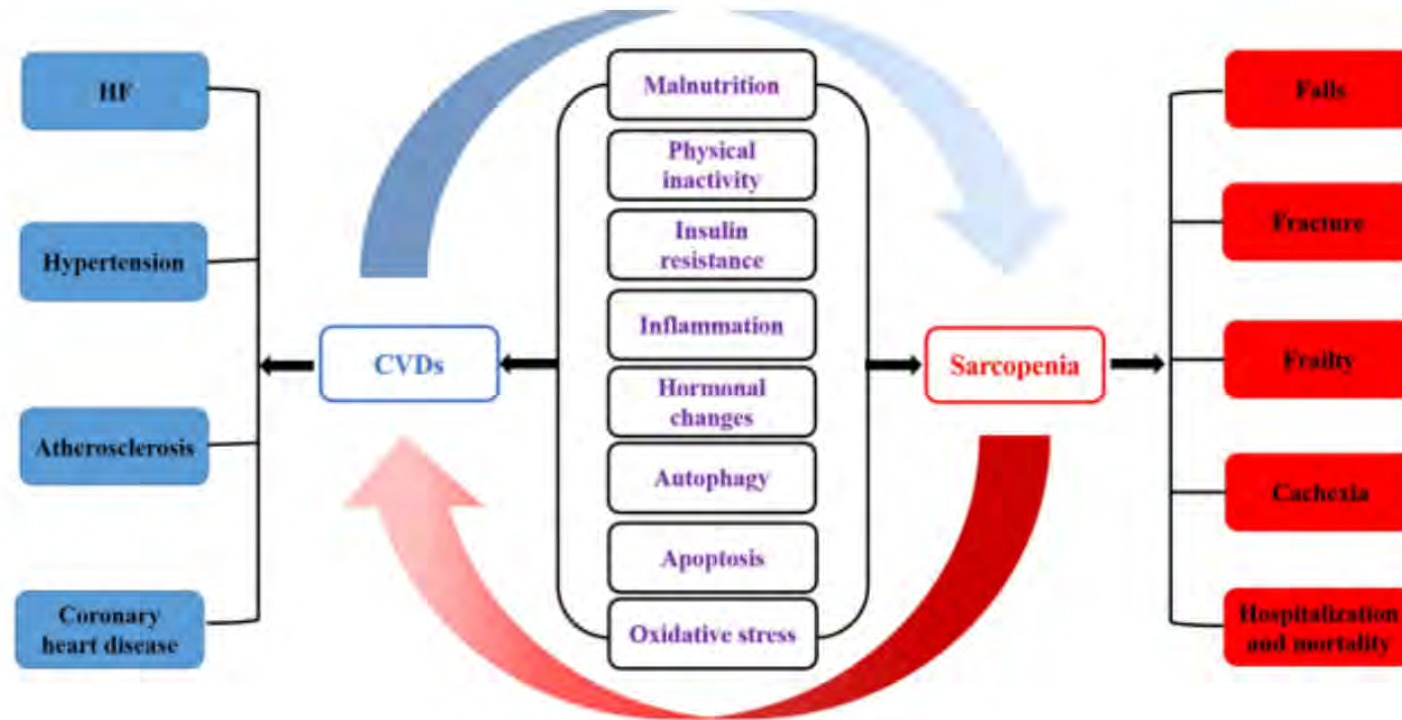 HF
Hypertension
Atherosclerosis
Coronary
heart disease
CVDs
Malnutrition
Physical
inactivity
Insulin
resistance
Inflammation
Hormonal
changes
Autophagy
Apoptosis
Oxidative stress
Sarcopenia
Falls
Fracture
Frailty
Cachexia
Hospitalization
and mortality